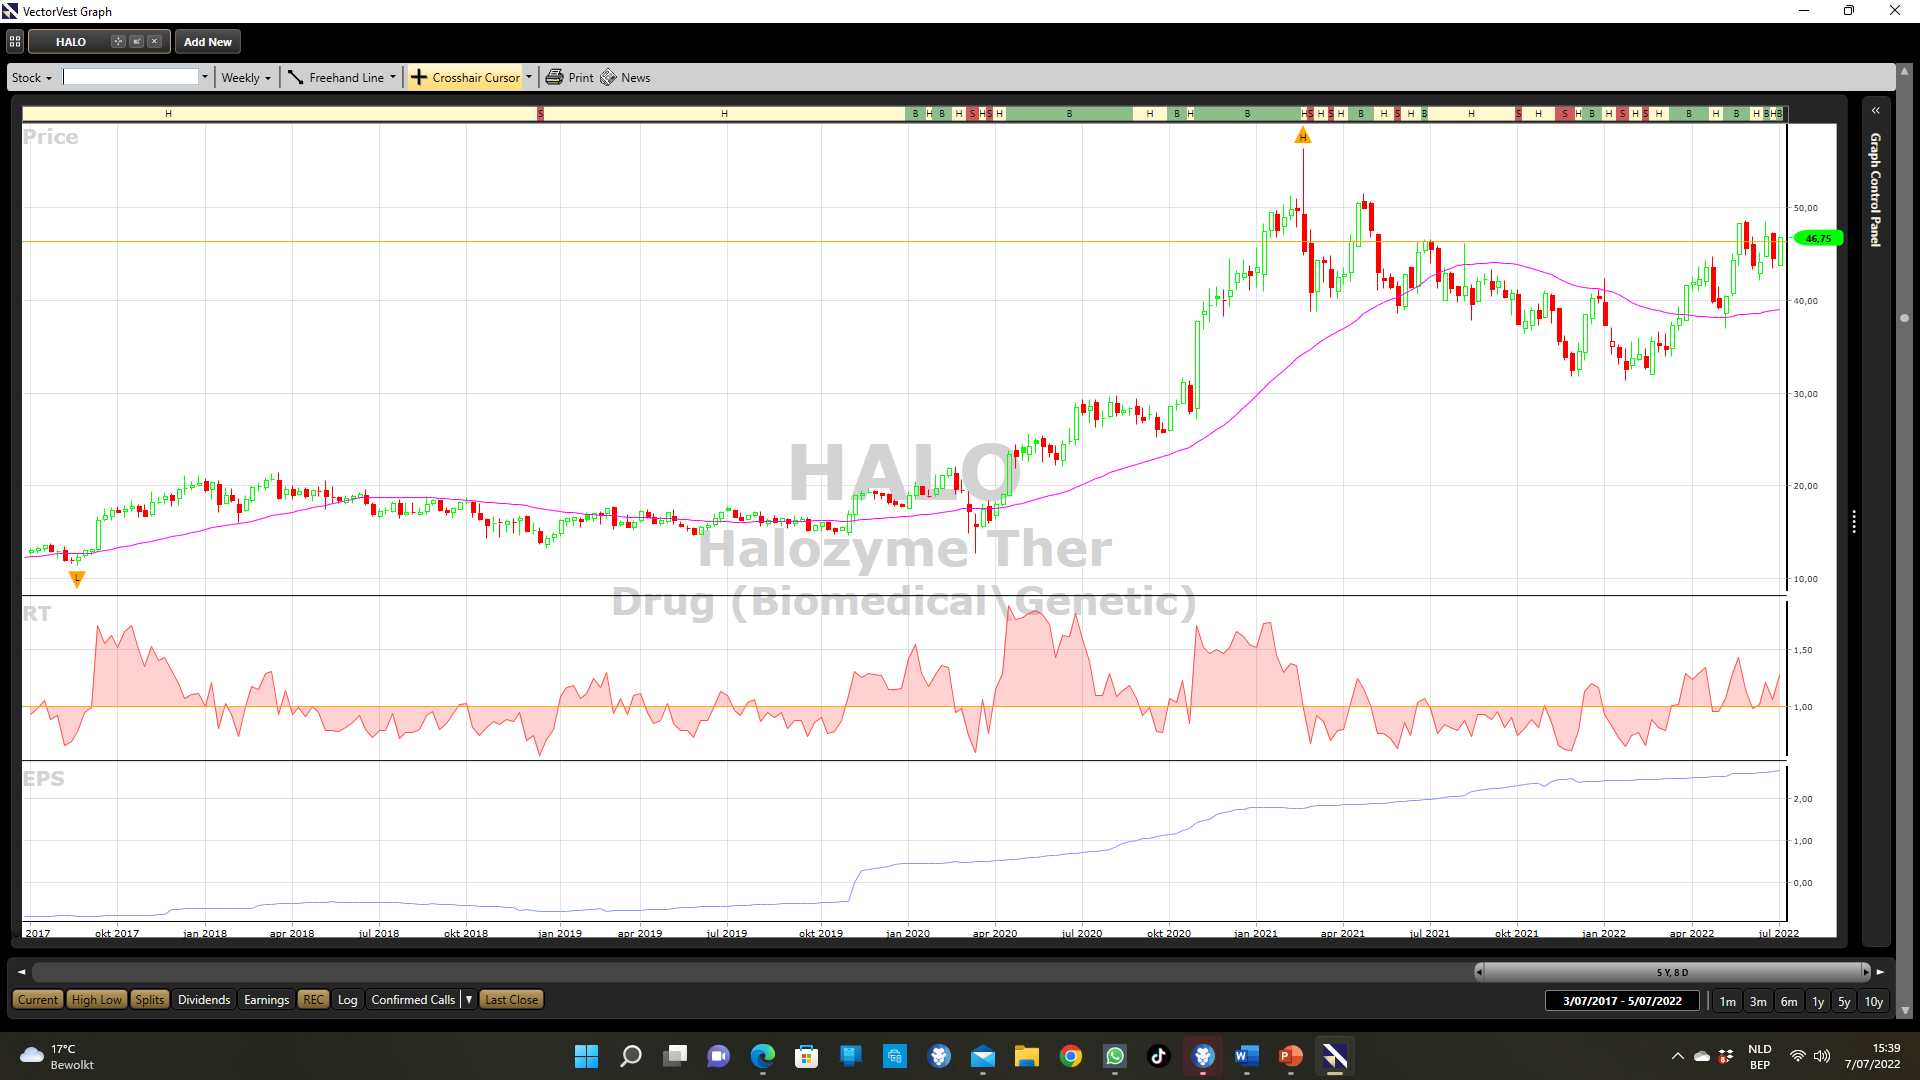 VectorVest Graph
HALO
Add New
Stock
Weekly
Freehand Line
Crosshair Cursor
Print
News
H S H B H B H S H S H B H B H B H S H S H B H S H B H S H S H B H S H S H B H B H B H B
Price
H
L
50,00
46,75
40,00
30,00
20,00
10,00
HALO
Halozyme Ther
Drug (Biomedical\Genetic)
RT
1,50
1,00
EPS
2,00
1,00
0,00
2017 okt 2017 jan 2018 apr 2018 jul 2018 okt 2018 jan 2019 apr 2019 jul 2019 okt 2019 jan 2020 apr 2020 jul 2020 okt 2020 jan 2021 apr 2021 jul 2021 okt 2021 jan 2022 apr 2022 jul 2022
Graph Control Panel
5 Y, 8 D
Current High Low Splits Dividends Earnings REC Log Confirmed Calls Last Close
3/07/2017 - 5/07/2022
1m 3m 6m 1y 5y 10y
17°C
Bewolkt
NLD
BEP
15:39
7/07/2022